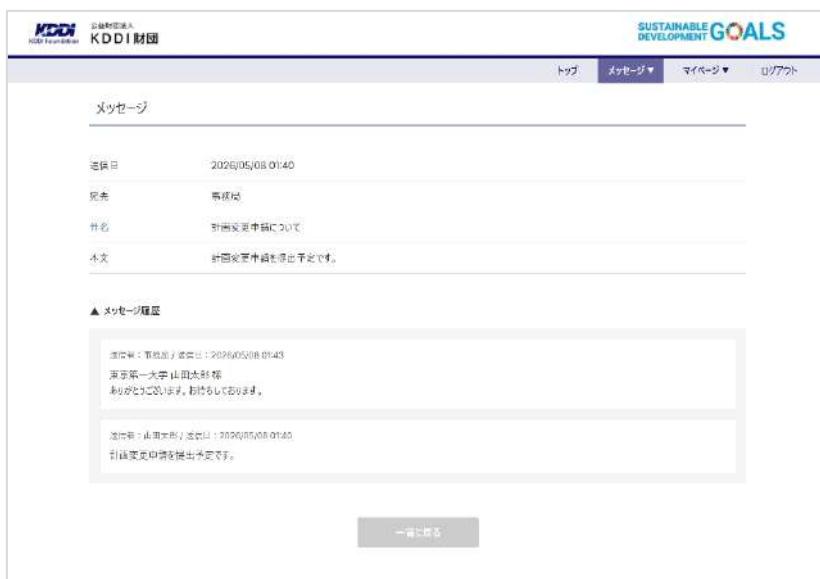 KDDI
KDDI Foundation
公益財団法人
KDDI財団
SUSTAINABLE
DEVELOPMENT GOALS
トップ
メッセージ▼
マイページ▼
ログアウト
メッセージ
送信日 2026/05/08 01:40
宛先 事務局
件名 計画変更申請について
本文 計画変更申請を提出予定です。
▲ メッセージ履歴
送信者：事務局 / 送信日：2026/05/08 01:43
東京第一大学 山田太郎 様
ありがとうございます。お待ちしております。
送信者：山田太郎 / 送信日：2026/05/08 01:40
計画変更申請を提出予定です。
一覧に戻る